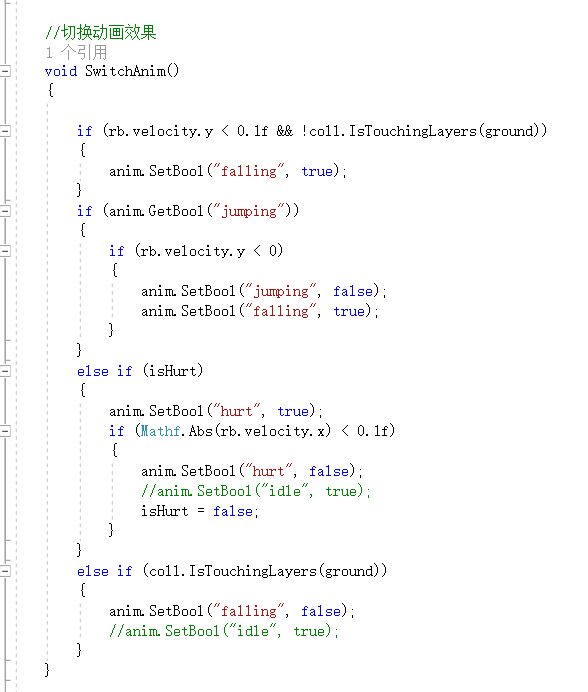 //切换动画效果
1 个引用
void SwitchAnim()
{
if (rb.velocity.y < 0.1f && !coll.IsTouchingLayers(ground))
{
anim.SetBool("falling", true);
}
if (anim.GetBool("jumping"))
{
if (rb.velocity.y < 0)
{
anim.SetBool("jumping", false);
anim.SetBool("falling", true);
}
}
else if (isHurt)
{
anim.SetBool("hurt", true);
if (Mathf.Abs(rb.velocity.x) < 0.1f)
{
anim.SetBool("hurt", false);
//anim.SetBool("idle", true);
isHurt = false;
}
}
else if (coll.IsTouchingLayers(ground))
{
anim.SetBool("falling", false);
//anim.SetBool("idle", true);
}
}